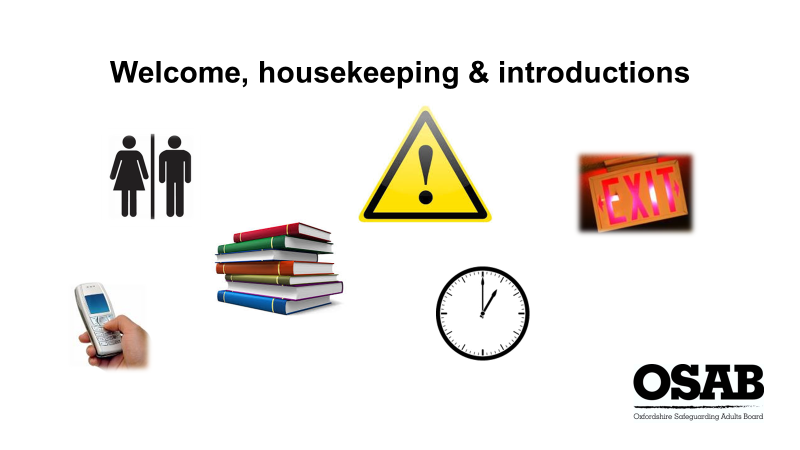 Welcome, housekeeping & introductions
EXIT
OSAB
Oxfordshire Safeguarding Adults Board